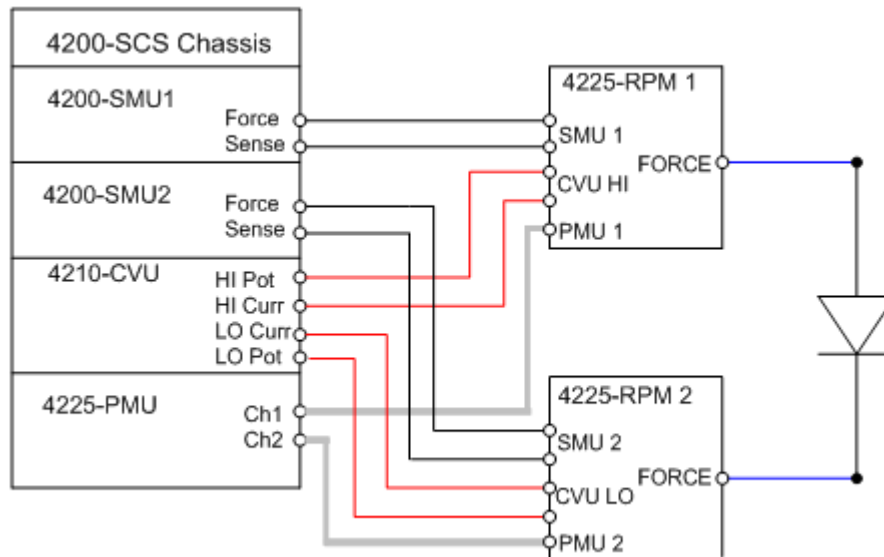 4200-SCS Chassis
4200-SMU1
Force
Sense
4200-SMU2
Force
Sense
4210-CVU
HI Pot
HI Curr
LO Curr
LO Pot
4225-PMU
Ch1
Ch2
4225-RPM 1
SMU 1
FORCE
CVU HI
PMU 1
4225-RPM 2
SMU 2
FORCE
CVU LO
PMU 2